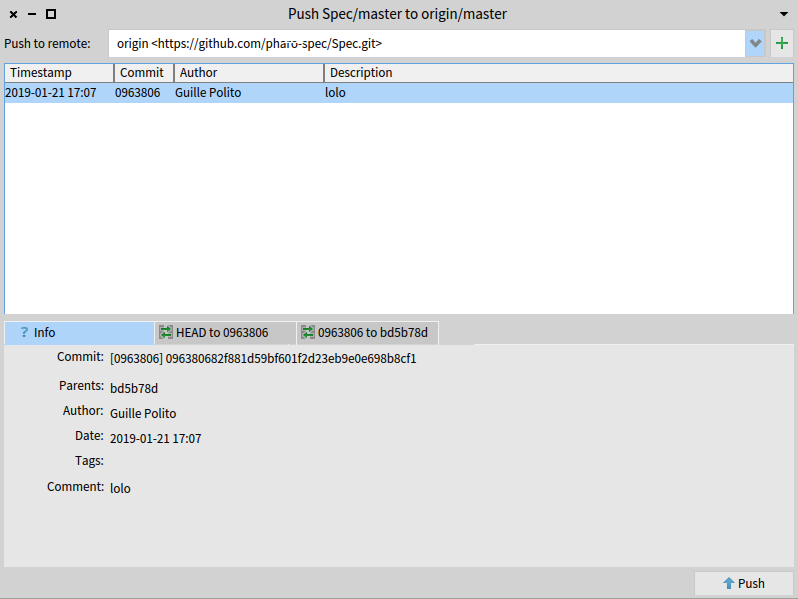 Push Spec/master to origin/master
Push to remote: origin <https://github.com/pharo-spec/Spec.git>
Timestamp Commit Author Description
2019-01-21 17:07 0963806 Guille Polito lolo
? Info HEAD to 0963806 0963806 to bd5b78d
Commit: [0963806] 096380682f881d59bf601f2d23eb9e0e698b8cf1
Parents: bd5b78d
Author: Guille Polito
Date: 2019-01-21 17:07
Tags:
Comment: lolo
Push